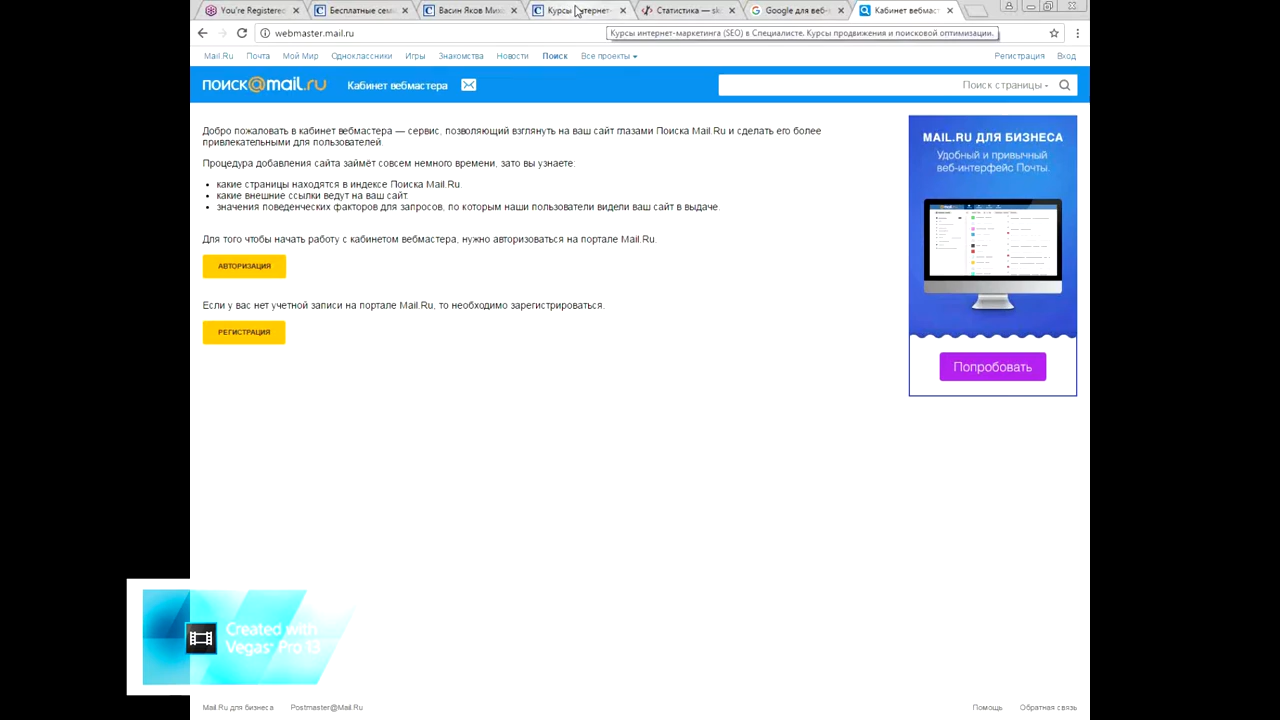 You're Registered
Бесплатные сем
Васин Яков Михо
Курсы интернет-
Статистика — sk
Google для веб-
Кабинет вебмаст
webmaster.mail.ru
Курсы интернет-маркетинга (SEO) в Специалисте. Курсы продвижения и поисковой оптимизации.
Mail.Ru Почта Мой Мир Одноклассники Игры Знакомства Новости Поиск Все проекты Регистрация Вход
поиск@mail.ru Кабинет вебмастера Поиск страницы
Добро пожаловать в кабинет вебмастера — сервис, позволяющий взглянуть на ваш сайт глазами Поиска Mail.Ru и сделать его более
привлекательными для пользователей
Процедура добавления сайта займёт совсем немного времени, зато вы узнаете:
• какие страницы находятся в индексе Поиска Mail.Ru.
• какие внешние ссылки ведут на ваш сайт.
• значения поведенческих факторов для запросов, по которым наши пользователи видели ваш сайт в выдаче.
Для того чтобы начать работу с кабинетом вебмастера, нужно авторизоваться на портале Mail.Ru.
АВТОРИЗАЦИЯ
Если у вас нет учетной записи на портале Mail.Ru, то необходимо зарегистрироваться.
РЕГИСТРАЦИЯ
MAIL.RU ДЛЯ БИЗНЕСА
Удобный и привычный
веб-интерфейс Почты.
Попробовать
Created with
Vegas Pro 13
Mail.Ru для бизнеса Postmaster@Mail.Ru Помощь Обратная связь